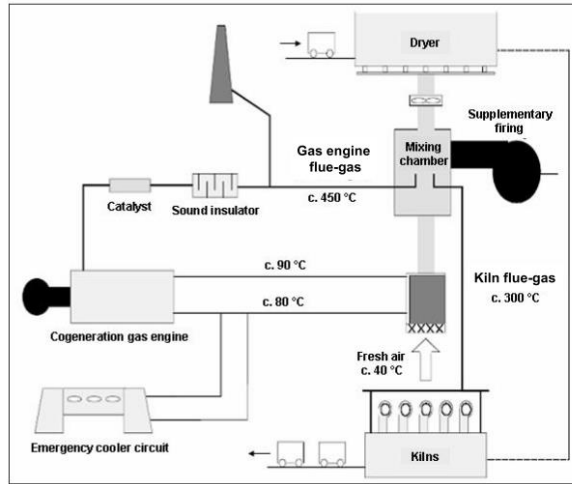 Dryer
Supplementary
firing
Gas engine
flue-gas
Mixing
chamber
c. 450 °C
Catalyst
Sound insulator
c. 90 °C
Kiln flue-gas
c. 300 °C
c. 80 °C
Cogeneration gas engine
Fresh air
c. 40 °C
Emergency cooler circuit
Kilns